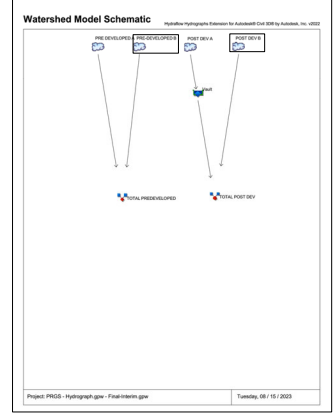 Watershed Model Schematic
Hydraflow Hydrographs Extension for Autodesk® Civil 3D® by Autodesk, Inc. v2022
PRE DEVELOPED A PRE-DEVELOPED B POST DEV A POST DEV B
Vault
TOTAL PREDEVELOPED TOTAL POST DEV
Project: PRGS - Hydrograph.gpw - Final-Interim.gpw Tuesday, 08 / 15 / 2023